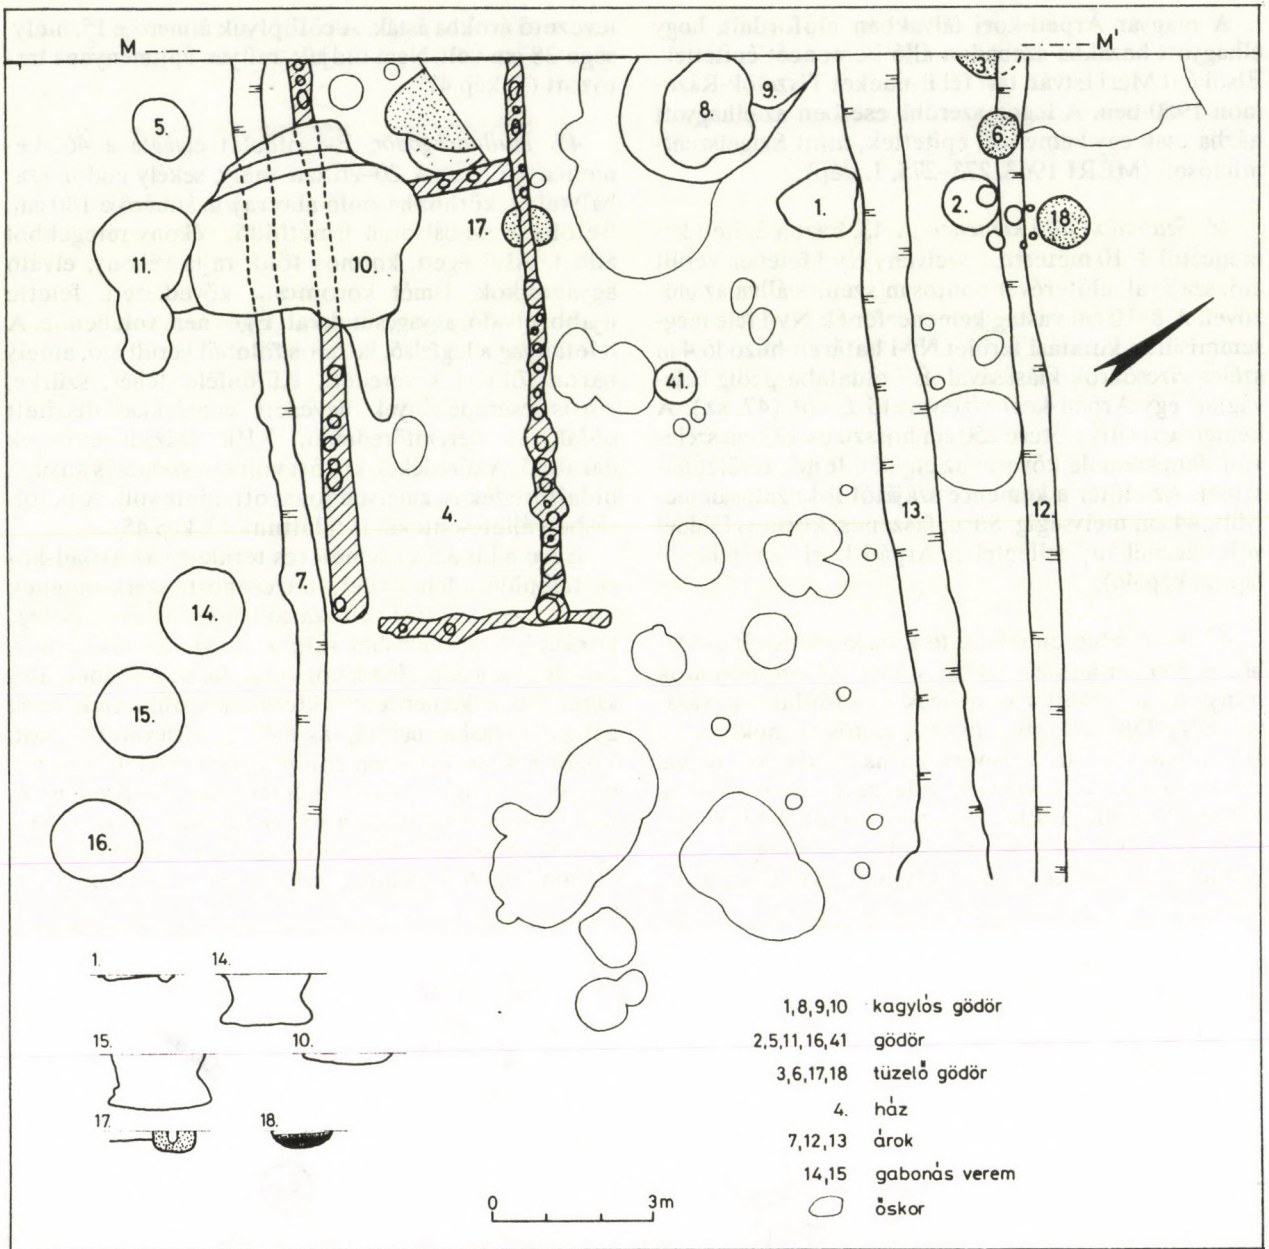 M M'
5. 8. 9. 6
1. 2. 18
11. 10. 17.
41.
4. 13. 12.
7.
14.
15.
16.
1. 14.
15. 10.
17. 18.
1,8,9,10 kagylós gödör
2,5,11,16,41 gödör
3,6,17,18 tüzelő gödör
4. ház
7,12,13 árok
14,15 gabonás verem
őskor
0 3m